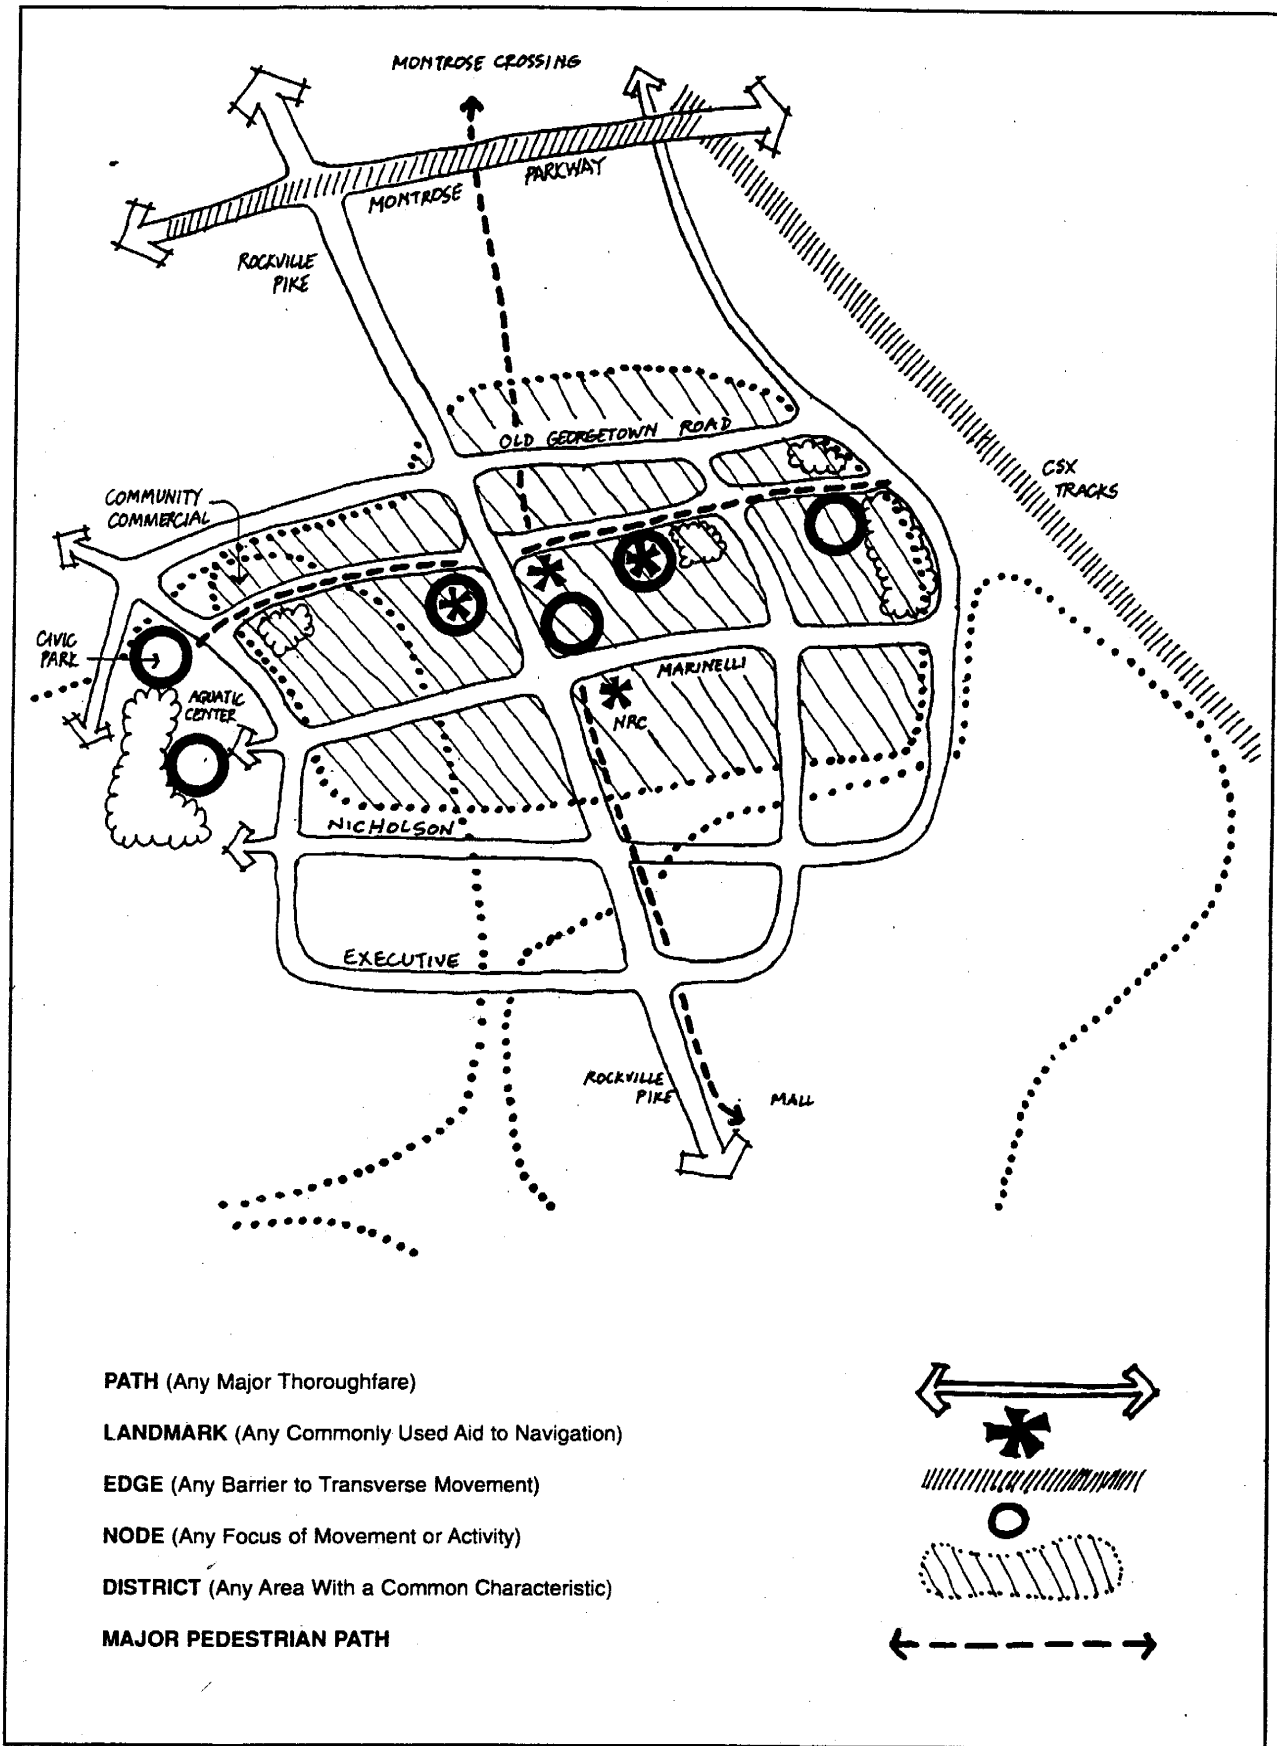 MONTROSE CROSSING
PARKWAY
MONTROSE
ROCKVILLE
PIKE
OLD GEORGETOWN ROAD
CSX
TRACKS
COMMUNITY
COMMERCIAL
CIVIC
PARK
MARINELLI
AQUATIC
CENTER
NRC
NICHOLSON
EXECUTIVE
ROCKVILLE
PIKE
MALL
PATH (Any Major Thoroughfare)
LANDMARK (Any Commonly Used Aid to Navigation)
EDGE (Any Barrier to Transverse Movement)
NODE (Any Focus of Movement or Activity)
DISTRICT (Any Area With a Common Characteristic)
MAJOR PEDESTRIAN PATH